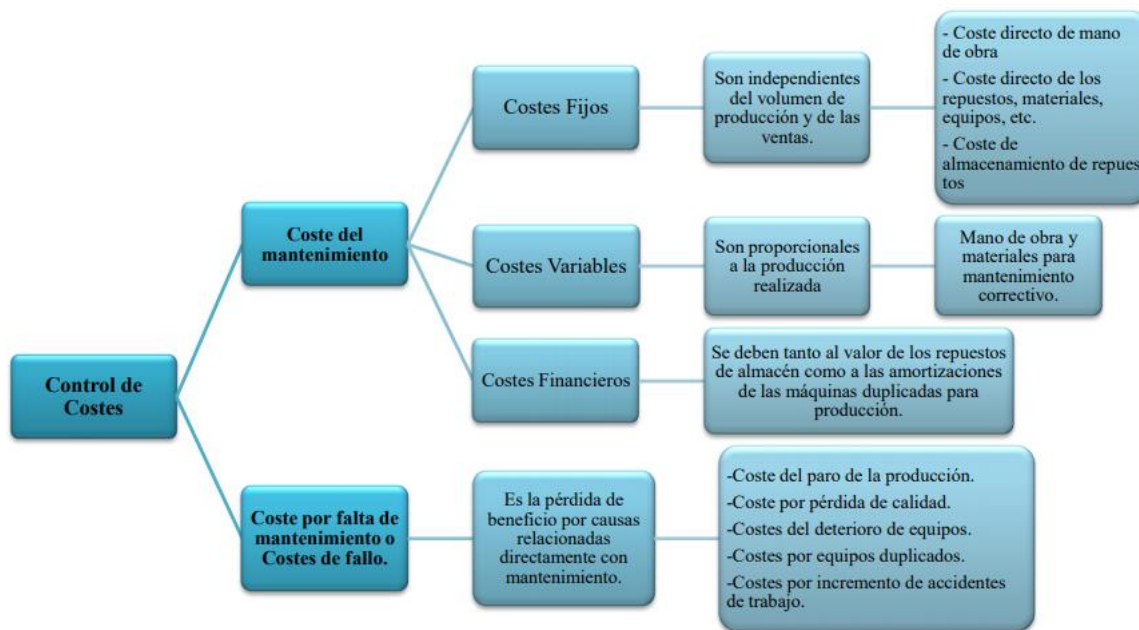 Control de
Costes
Coste del
mantenimiento
Costes Fijos
Son independientes
del volumen de
producción y de las
ventas.
- Coste directo de mano
de obra
- Coste directo de los
repuestos, materiales,
equipos, etc.
- Coste de
almacenamiento de repues
tos
Costes Variables
Son proporcionales
a la producción
realizada
Mano de obra y
materiales para
mantenimiento
correctivo.
Costes Financieros
Se deben tanto al valor de los repuestos
de almacén como a las amortizaciones
de las máquinas duplicadas para
producción.
Coste por falta de
mantenimiento o
Costes de fallo.
Es la pérdida de
beneficio por causas
relacionadas
directamente con
mantenimiento.
-Coste del paro de la producción.
-Coste por pérdida de calidad.
-Costes del deterioro de equipos.
-Costes por equipos duplicados.
-Costes por incremento de accidentes
de trabajo.